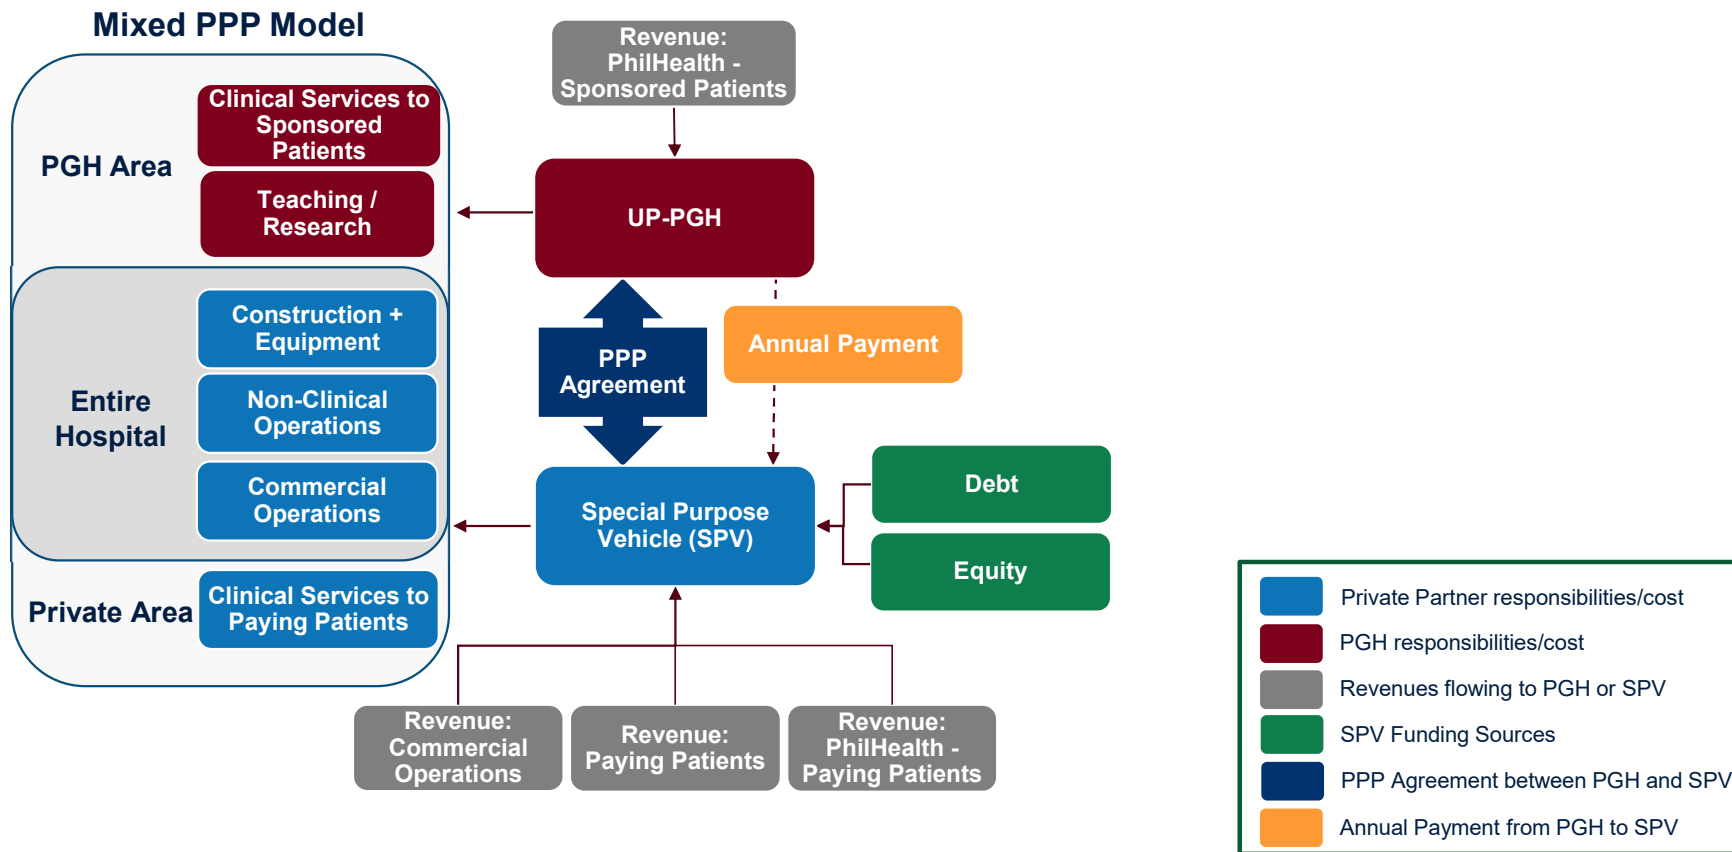 Mixed PPP Model
Revenue:
PhilHealth -
Sponsored Patients
PGH Area
Clinical Services to
Sponsored
Patients
Teaching /
Research
UP-PGH
Entire
Hospital
Construction +
Equipment
Non-Clinical
Operations
Commercial
Operations
PPP
Agreement
Annual Payment
Special Purpose
Vehicle (SPV)
Debt
Equity
Private Area
Clinical Services to
Paying Patients
Revenue:
Commercial
Operations
Revenue:
Paying Patients
Revenue:
PhilHealth -
Paying Patients
Private Partner responsibilities/cost
PGH responsibilities/cost
Revenues flowing to PGH or SPV
SPV Funding Sources
PPP Agreement between PGH and SPV
Annual Payment from PGH to SPV